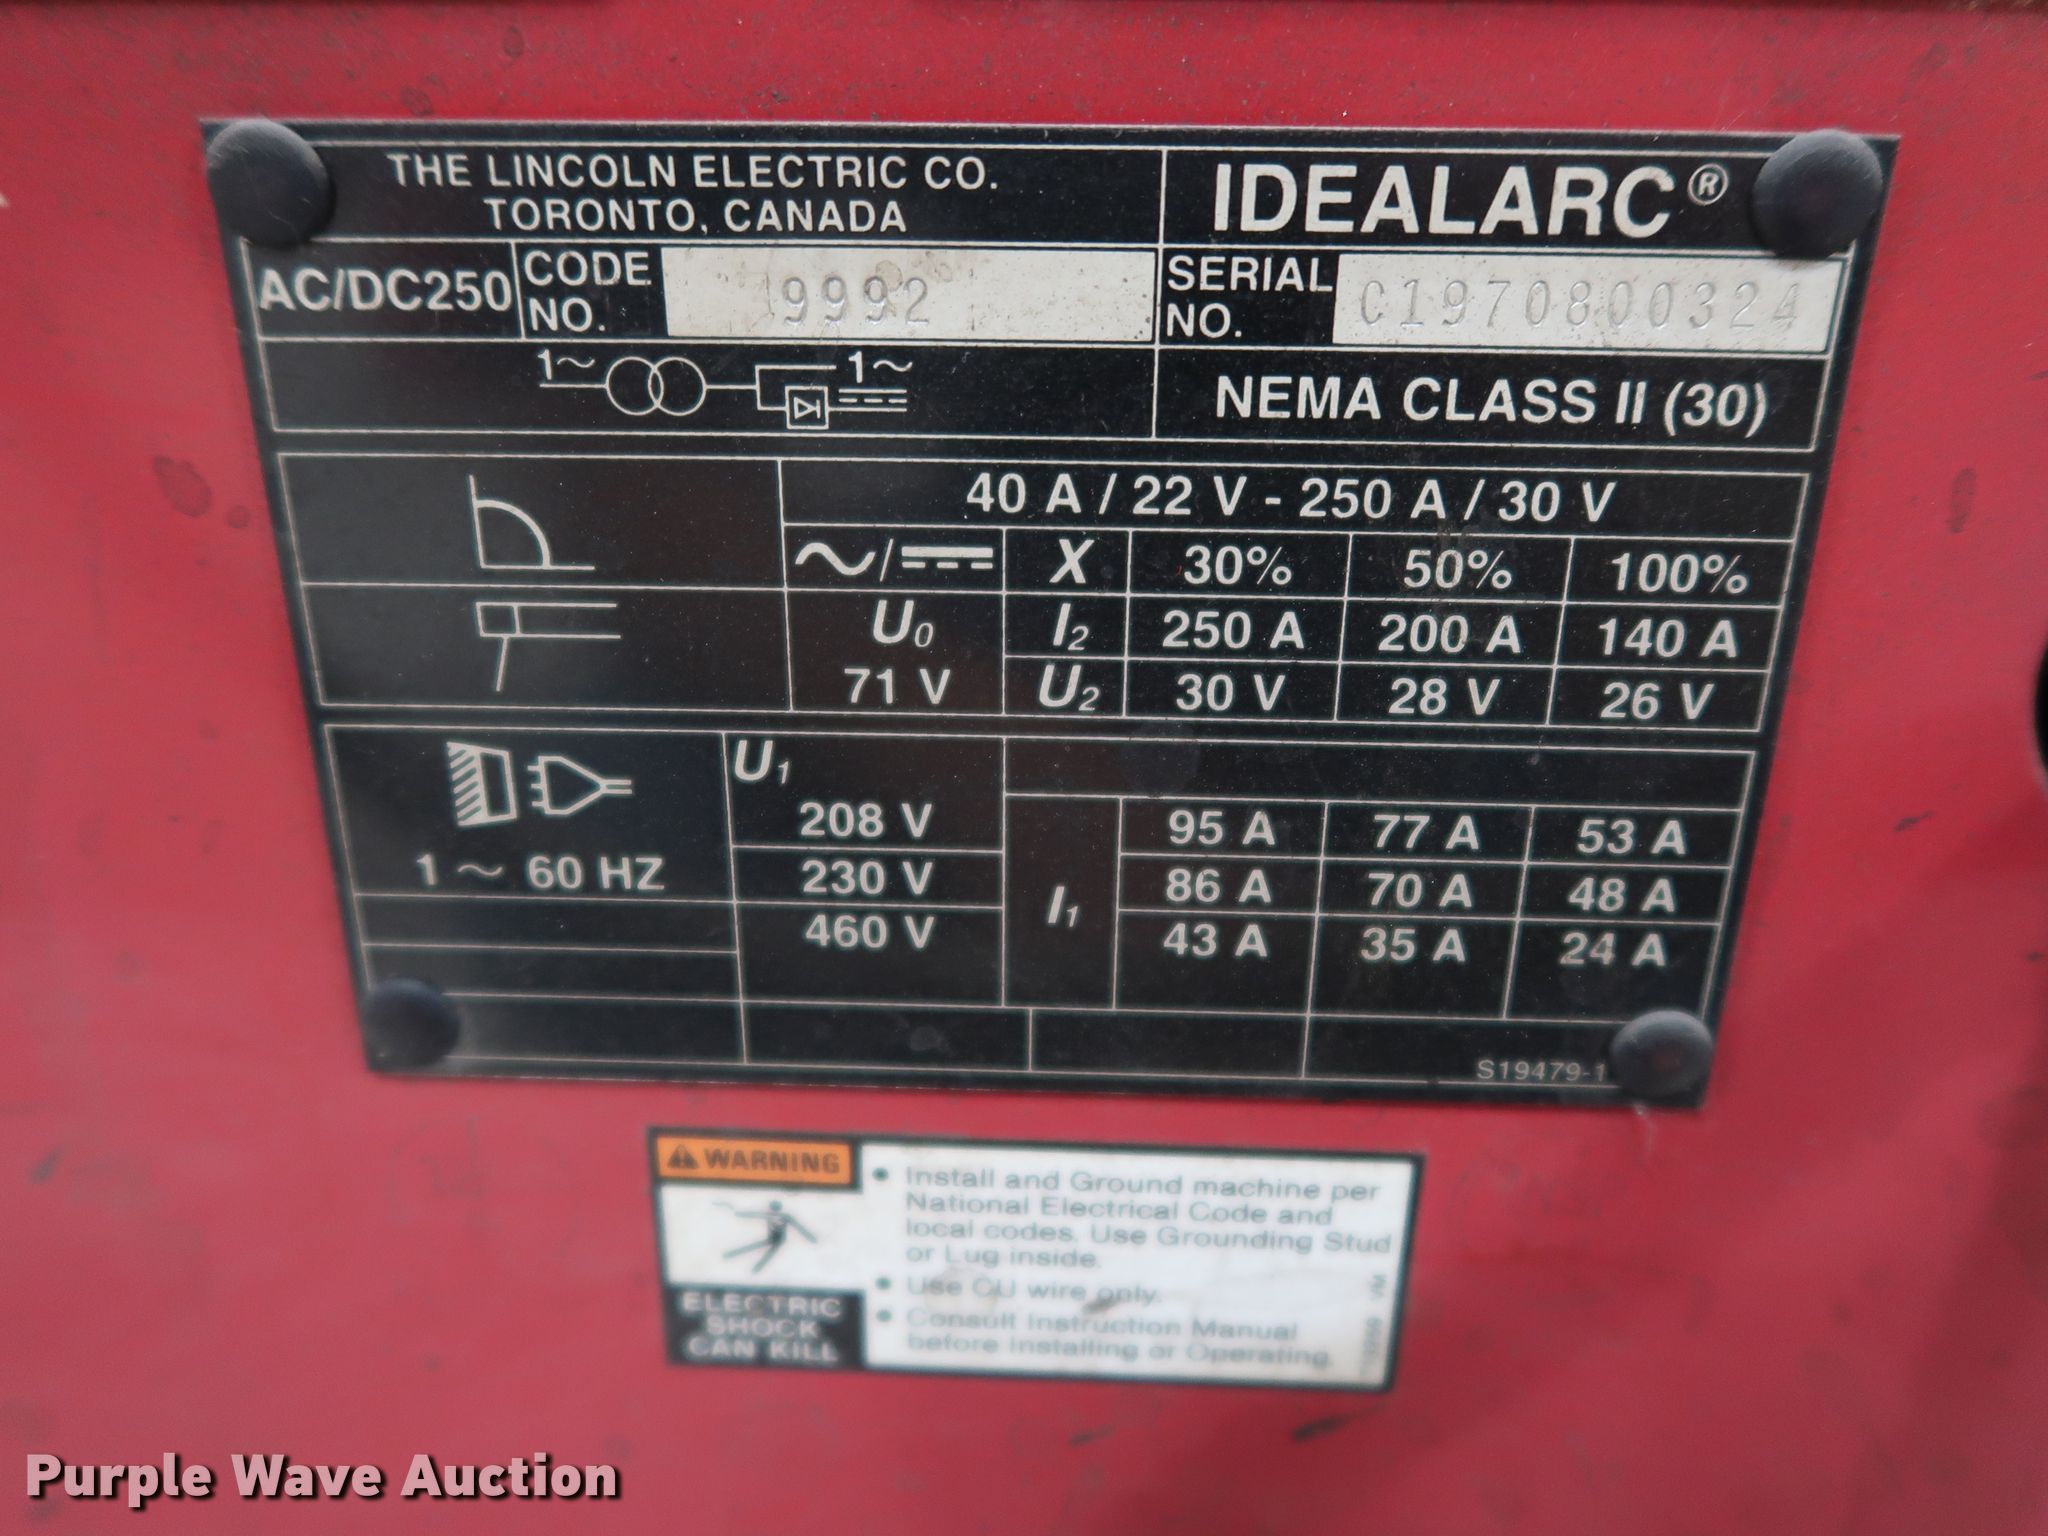 THE LINCOLN ELECTRIC CO.
TORONTO, CANADA
IDEALARC®
AC/DC250
CODE NO.
9992
SERIAL NO.
C1970800324
1~
1~
NEMA CLASS II (30)
40 A / 22 V - 250 A / 30 V
X 30% 50% 100%
U0
71 V
I2 250 A 200 A 140 A
U2 30 V 28 V 26 V
1 ~ 60 HZ
U1
I1
208 V 95 A 77 A 53 A
230 V 86 A 70 A 48 A
460 V 43 A 35 A 24 A
S19479-1
WARNING
ELECTRIC
SHOCK
CAN KILL
• Install and Ground machine per
National Electrical Code and
local codes. Use Grounding Stud
or Lug inside.
• Use CU wire only.
• Consult Instruction Manual
before Installing or Operating.
VM
Purple Wave Auction